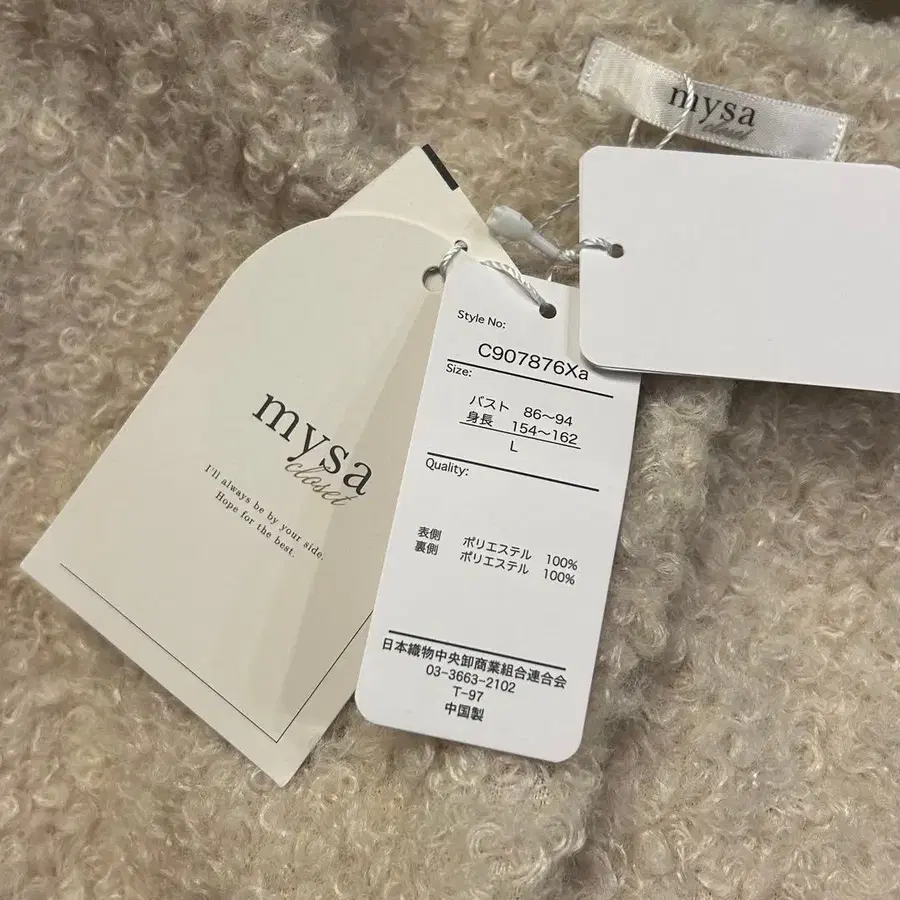 mysa
closet
mysa
closet
I'll always be by your side.
Hope for the best.
Style No:
C907876Xa
Size:
バスト 86～94
身長 154～162
L
Quality:
表側 ポリエステル 100%
裏側 ポリエステル 100%
日本織物中央卸商業組合連合会
03-3663-2102
T-97
中国製